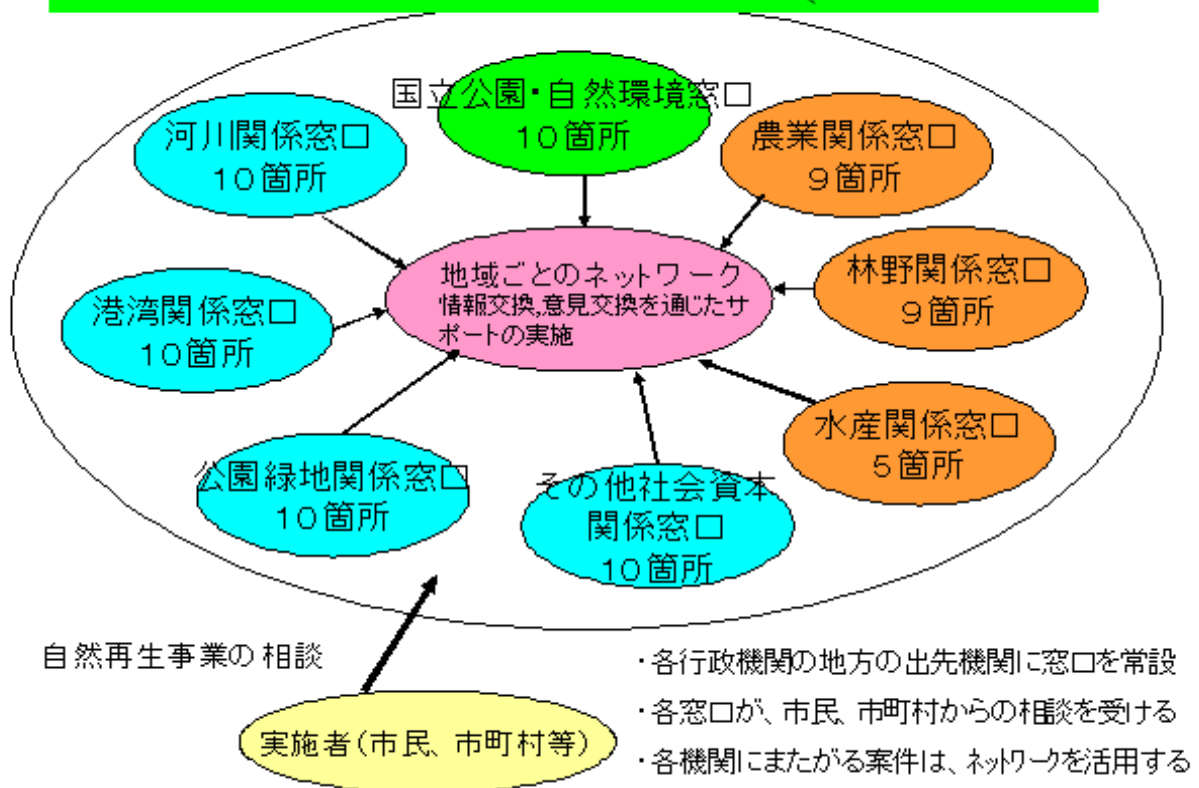 国立公園・自然環境窓口
10箇所
河川関係窓口
10箇所
農業関係窓口
9箇所
地域ごとのネットワーク
情報交換,意見交換を通じたサ
ポートの実施
林野関係窓口
9箇所
港湾関係窓口
10箇所
水産関係窓口
5箇所
公園緑地関係窓口
10箇所
その他社会資本
関係窓口
10箇所
自然再生事業の相談
実施者(市民、市町村等)
・各行政機関の地方の出先機関に窓口を常設
・各窓口が、市民、市町村からの相談を受ける
・各機関にまたがる案件は、ネットワークを活用する